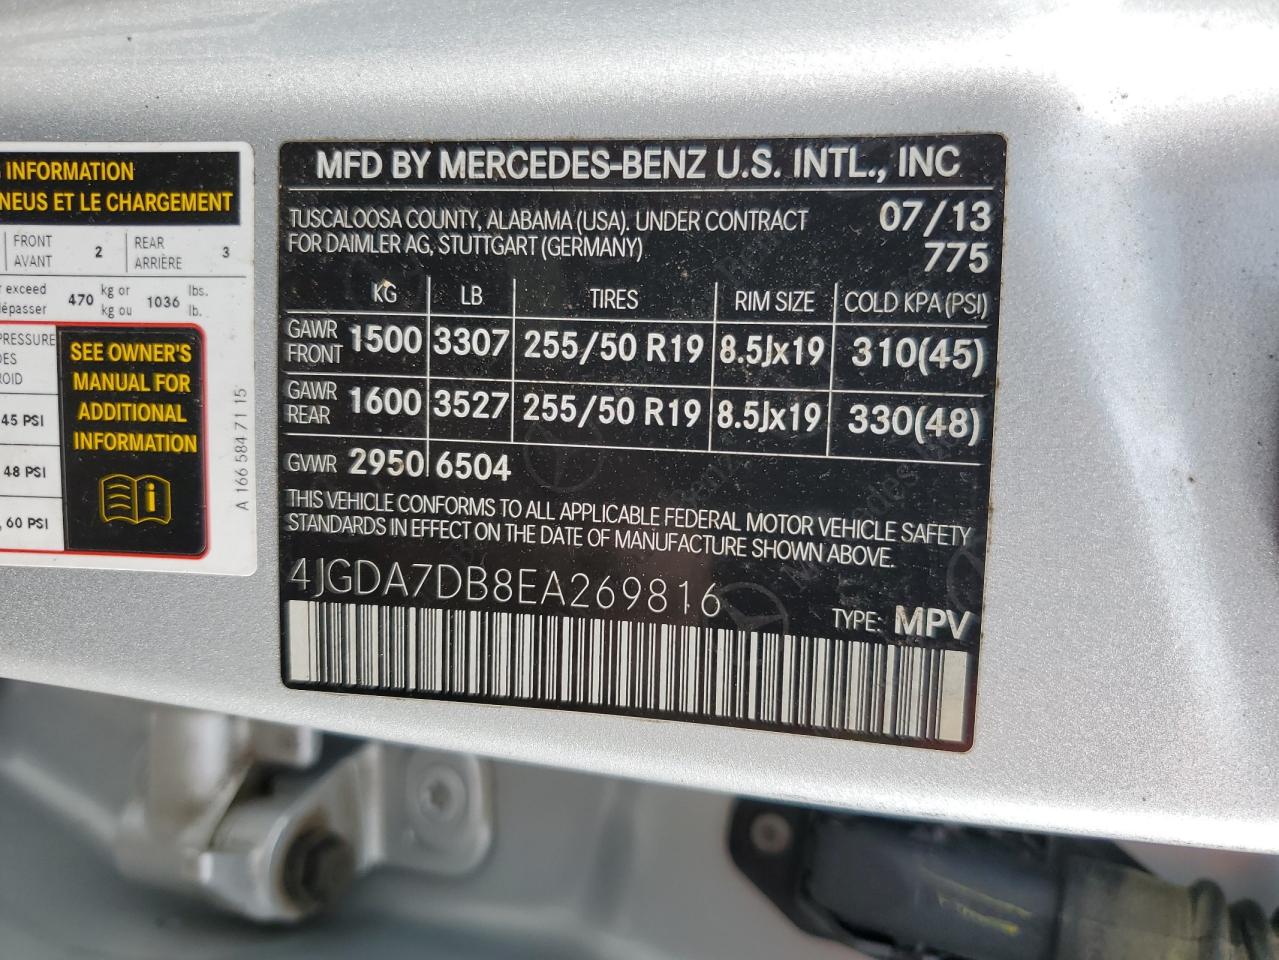 INFORMATION
NEUS ET LE CHARGEMENT
FRONT
AVANT 2 REAR
ARRIÈRE 3
exceed
dépasser 470 kg or
kg ou 1036 lbs.
lb.
PRESSURE
45 PSI
48 PSI
, 60 PSI
SEE OWNER'S
MANUAL FOR
ADDITIONAL
INFORMATION
A 166 584 71 15
MFD BY MERCEDES-BENZ U.S. INTL., INC
TUSCALOOSA COUNTY, ALABAMA (USA). UNDER CONTRACT 07/13
FOR DAIMLER AG, STUTTGART (GERMANY) 775
KG LB TIRES RIM SIZE COLD KPA(PSI)
GAWR
FRONT 1500 3307 255/50 R19 8.5Jx19 310(45)
GAWR
REAR 1600 3527 255/50 R19 8.5Jx19 330(48)
GVWR 2950 6504
THIS VEHICLE CONFORMS TO ALL APPLICABLE FEDERAL MOTOR VEHICLE SAFETY
STANDARDS IN EFFECT ON THE DATE OF MANUFACTURE SHOWN ABOVE.
4JGDA7DB8EA269816
TYPE: MPV